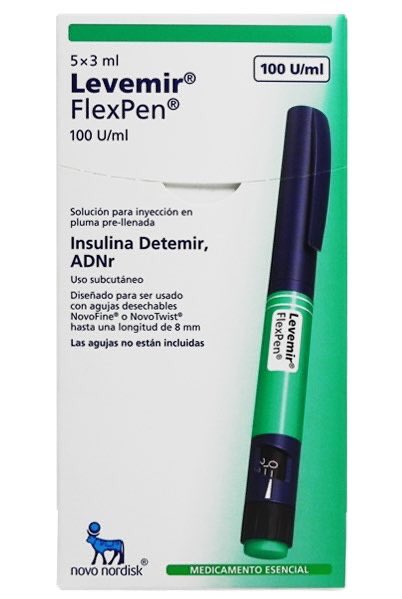 5×3 ml
Levemir®
FlexPen®
100 U/ml
100 U/ml
Solución para inyección en
pluma pre-llenada
Insulina Detemir,
ADNr
Uso subcutáneo
Diseñado para ser usado
con agujas desechables
NovoFine® o NovoTwist®
hasta una longitud de 8 mm
Las agujas no están incluidas
Levemir®
FlexPen®
novo nordisk®
MEDICAMENTO ESENCIAL